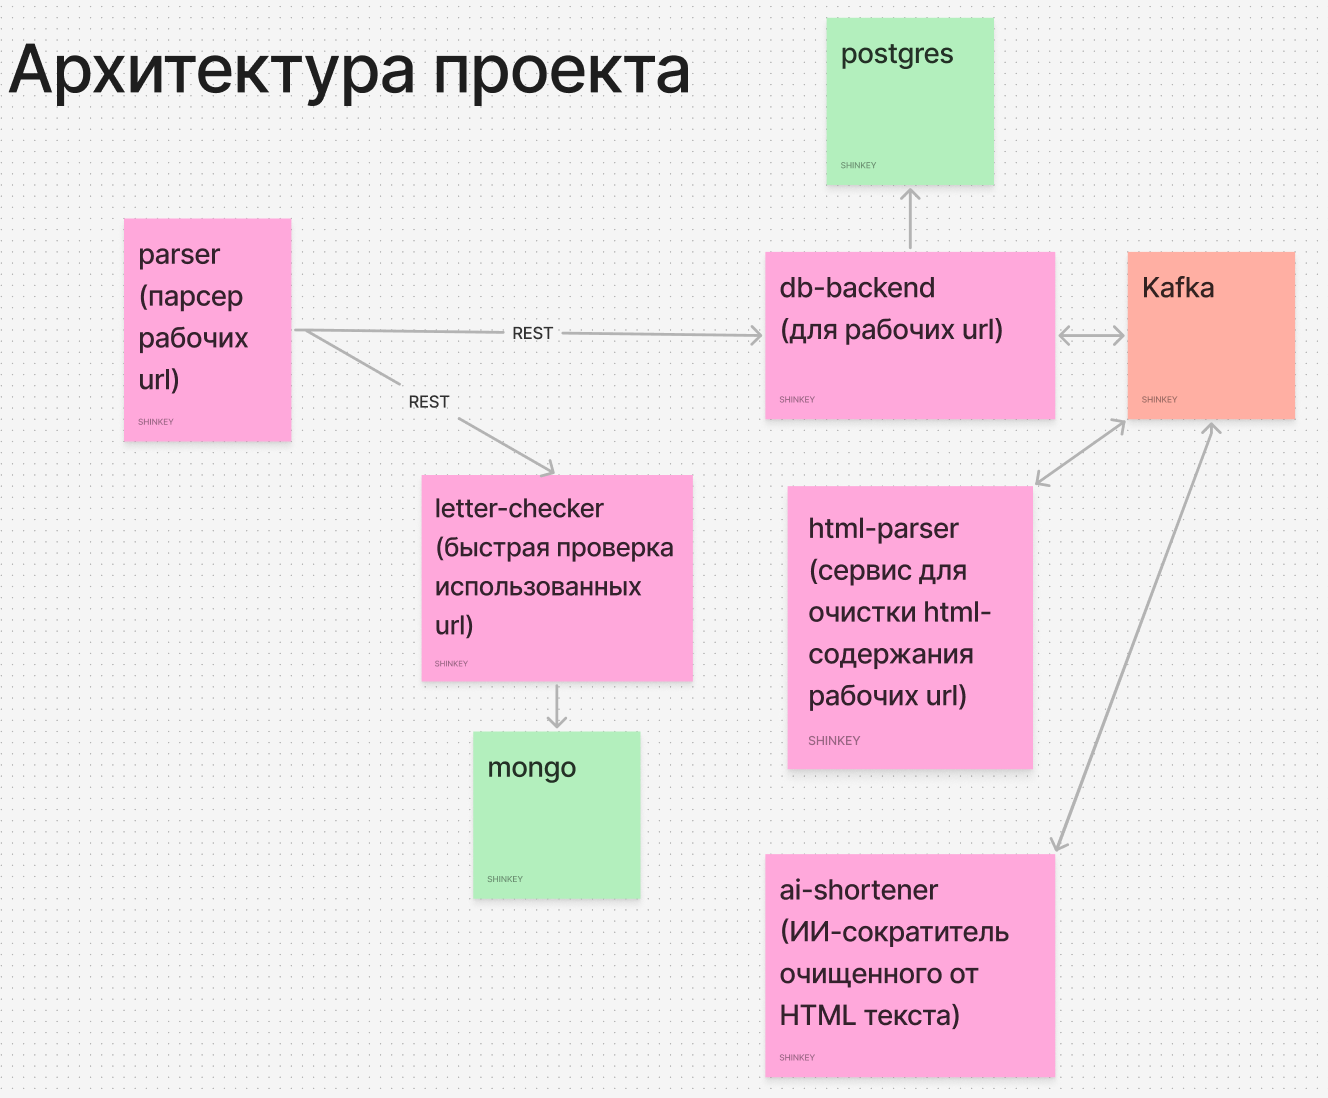 Архитектура проекта
postgres
SHINKEY
parser
(парсер
рабочих
url)
SHINKEY
REST
db-backend
(для рабочих url)
SHINKEY
Kafka
SHINKEY
REST
letter-checker
(быстрая проверка
использованных
url)
SHINKEY
html-parser
(сервис для
очистки html-
содержания
рабочих url)
SHINKEY
mongo
SHINKEY
ai-shortener
(ИИ-сократитель
очищенного от
HTML текста)
SHINKEY